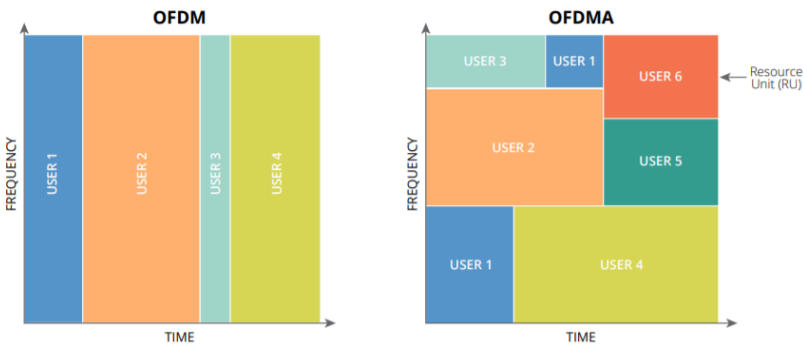 OFDM
FREQUENCY
USER 1
USER 2
USER 3
USER 4
TIME
OFDMA
FREQUENCY
USER 3
USER 1
USER 6
Resource
Unit (RU)
USER 2
USER 5
USER 1
USER 4
TIME